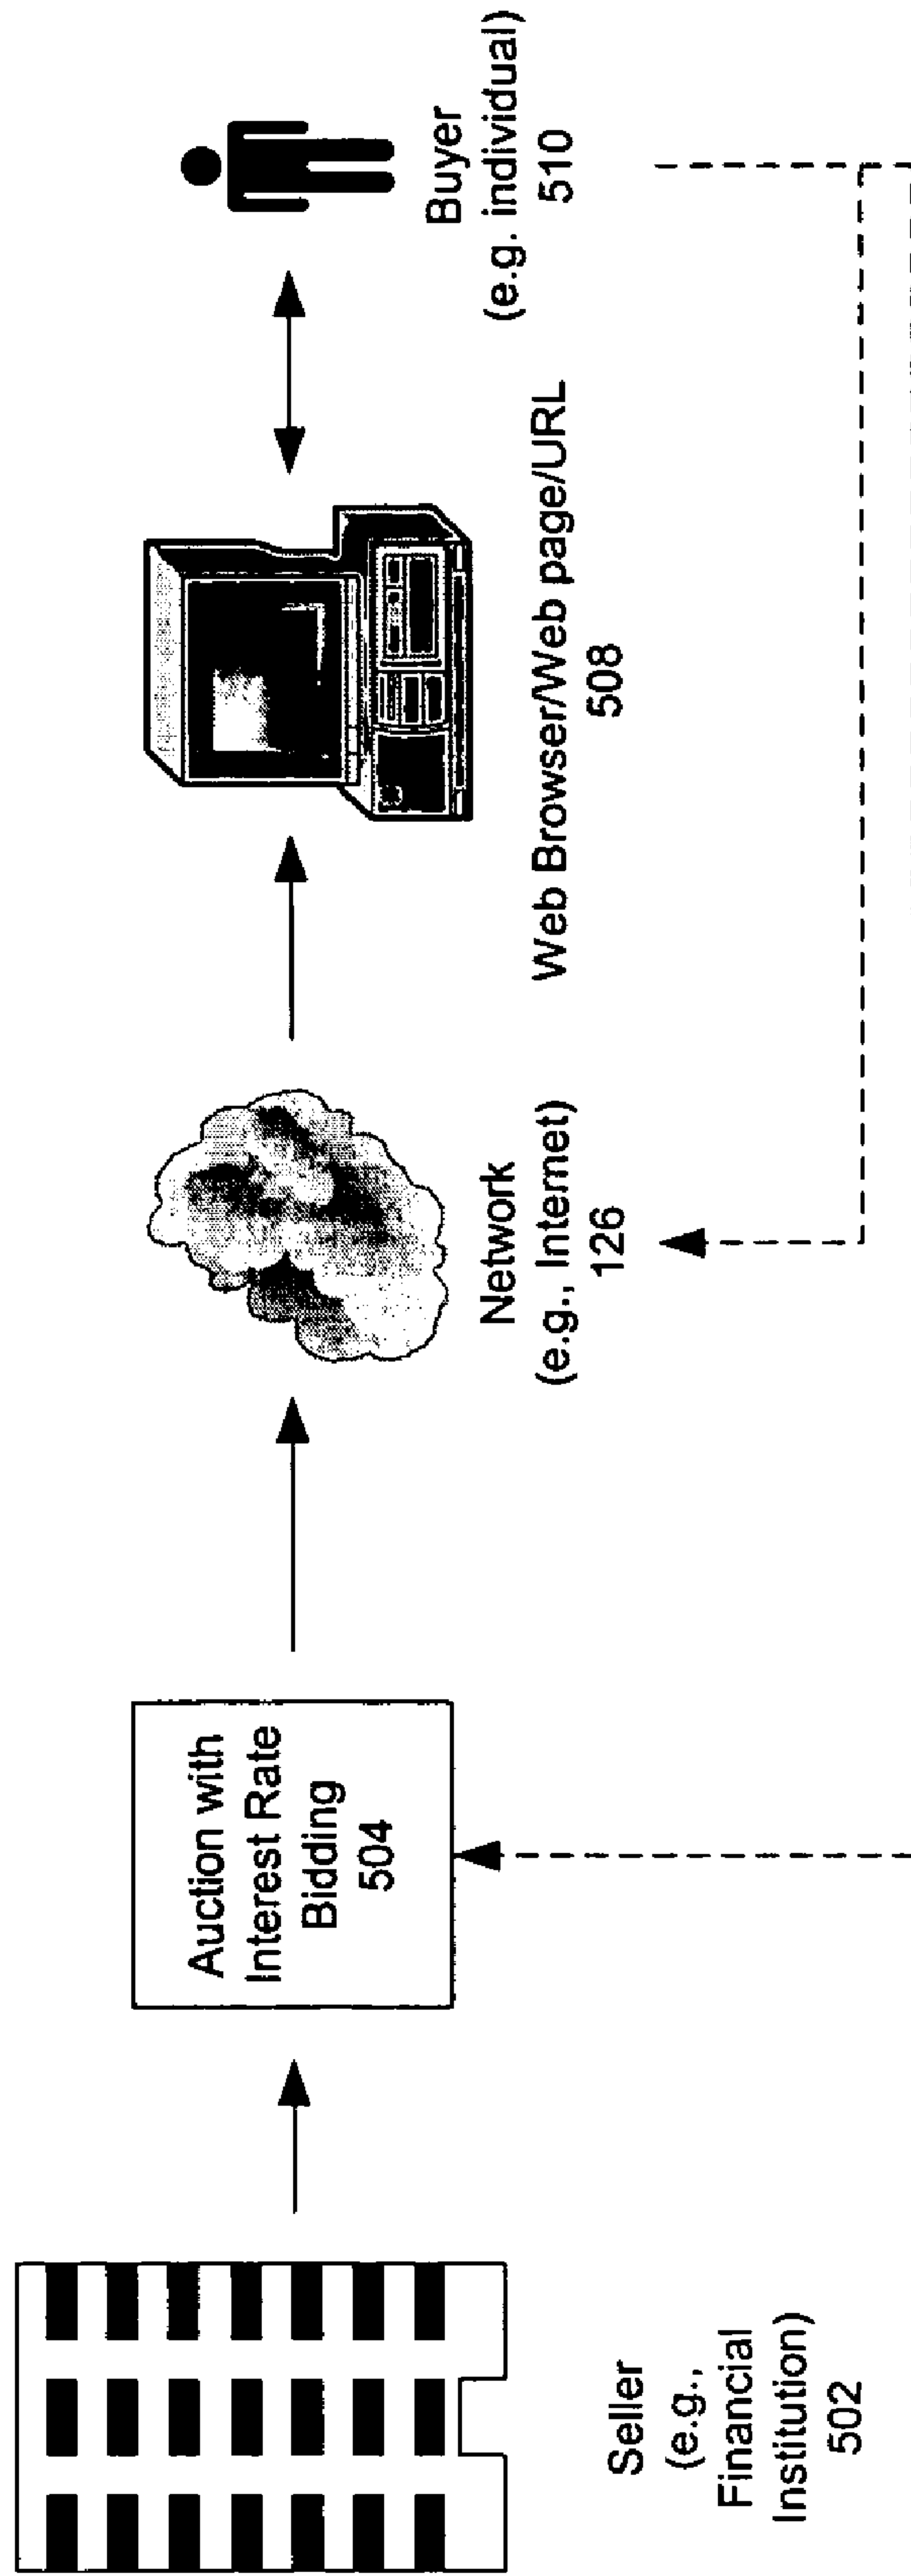 Seller
(e.g.,
Financial
Institution)
502
Auction with
Interest Rate
Bidding
504
Network
(e.g., Internet)
126
Web Browser/Web page/URL
508
Buyer
(e.g. individual)
510